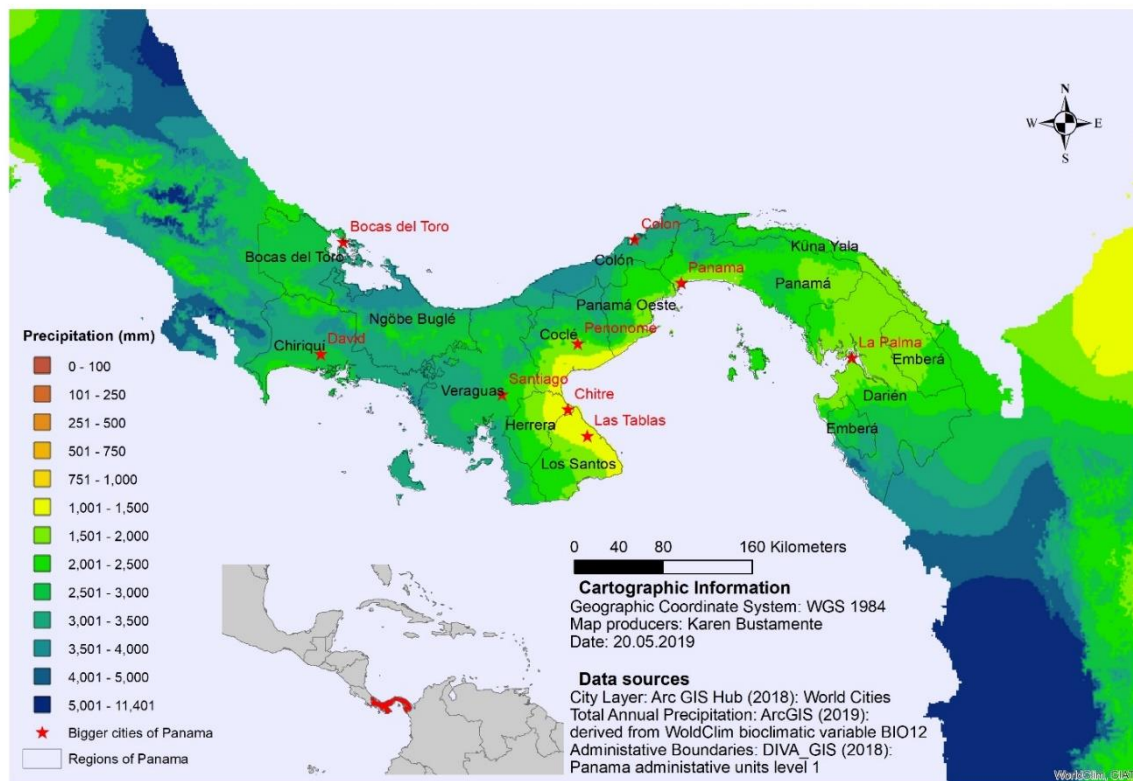 N
W E
S
Bocas del Toro
Colon
Küna Yala
Bocas del Toro
Colón
Panama
Panamá
Panamá Oeste
Ngöbe Buglé
Penonome
Coclé
David
Chiriquí
La Palma
Emberá
Santiago
Veraguas
Chitre
Darién
Herrera
Las Tablas
Emberá
Los Santos
Precipitation (mm)
0 - 100
101 - 250
251 - 500
501 - 750
751 - 1,000
1,001 - 1,500
1,501 - 2,000
2,001 - 2,500
2,501 - 3,000
3,001 - 3,500
3,501 - 4,000
4,001 - 5,000
5,001 - 11,401
Bigger cities of Panama
Regions of Panama
0 40 80 160 Kilometers
Cartographic Information
Geographic Coordinate System: WGS 1984
Map producers: Karen Bustamente
Date: 20.05.2019
Data sources
City Layer: Arc GIS Hub (2018): World Cities
Total Annual Precipitation: ArcGIS (2019):
derived from WoldClim bioclimatic variable BIO12
Administative Boundaries: DIVA_GIS (2018):
Panama administative units level 1
WorldClim, CIAT